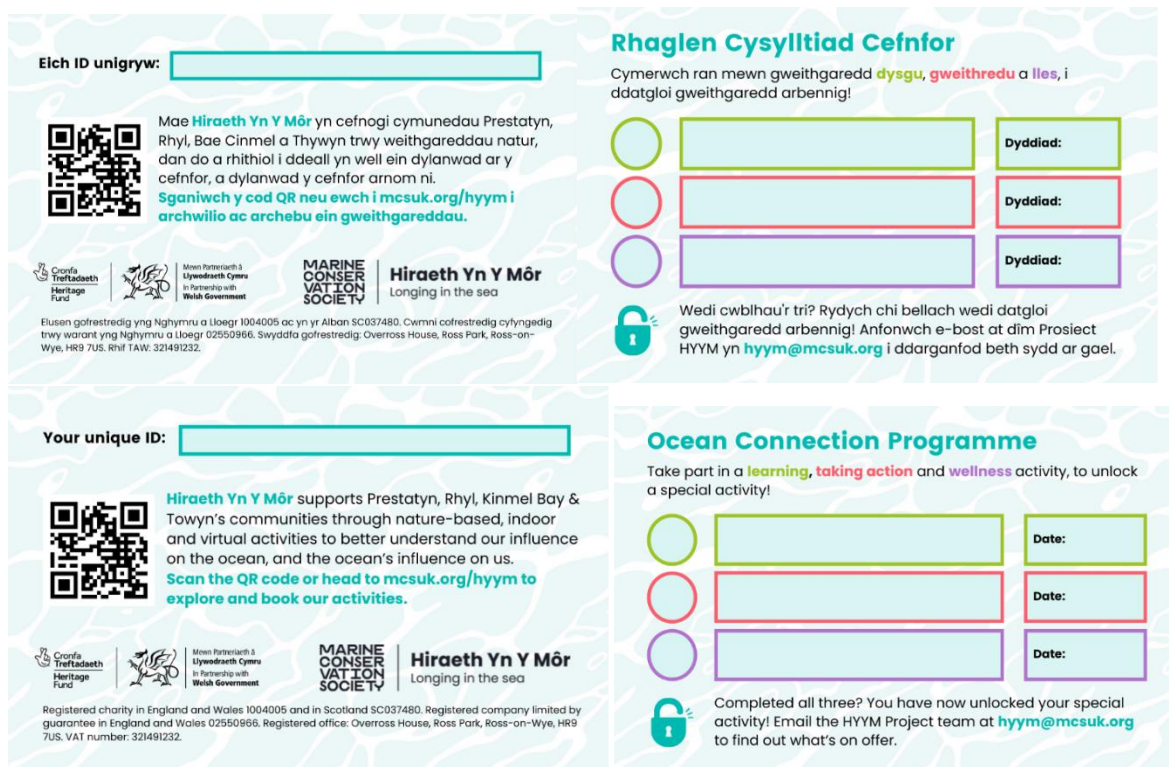 Eich ID unigryw:
Mae Hiraeth Yn Y Môr yn cefnogi cymunedau Prestatyn,
Rhyl, Bae Cinmel a Thywyn trwy weithgareddau natur,
dan do a rhithiol i ddeall yn well ein dylanwad ar y
cefnfor, a dylanwad y cefnfor arnom ni.
Sganiwch y cod QR neu ewch i mcsuk.org/hyym i
archwilio ac archebu ein gweithgareddau.
Cronfa
Treftadaeth
Heritage
Fund
Mewn Partneriaeth â
Llywodraeth Cymru
In Partnership with
Welsh Government
MARINE
CONSER
VATION
SOCIETY
Hiraeth Yn Y Môr
Longing in the sea
Elusen gofrestredig yng Nghymru a Lloegr 1004005 ac yn yr Alban SC037480. Cwmni cofrestredig cyfyngedig
trwy warant yng Nghymru a Lloegr 02550966. Swyddfa gofrestredig: Overross House, Ross Park, Ross-on-
Wye, HR9 7US. Rhif TAW: 321491232.
Rhaglen Cysylltiad Cefnfor
Cymerwch ran mewn gweithgaredd dysgu, gweithredu a lles, i
ddatgloi gweithgaredd arbennig!
Dyddiad:
Dyddiad:
Dyddiad:
Wedi cwblhau'r tri? Rydych chi bellach wedi datgloi
gweithgaredd arbennig! Anfonwch e-bost at dîm Prosiect
HYYM yn hyym@mcsuk.org i ddarganfod beth sydd ar gael.
Your unique ID:
Hiraeth Yn Y Môr supports Prestatyn, Rhyl, Kinmel Bay &
Towyn's communities through nature-based, indoor
and virtual activities to better understand our influence
on the ocean, and the ocean's influence on us.
Scan the QR code or head to mcsuk.org/hyym to
explore and book our activities.
Cronfa
Treftadaeth
Heritage
Fund
Mewn Partneriaeth â
Llywodraeth Cymru
In Partnership with
Welsh Government
MARINE
CONSER
VATION
SOCIETY
Hiraeth Yn Y Môr
Longing in the sea
Registered charity in England and Wales 1004005 and in Scotland SC037480. Registered company limited by
guarantee in England and Wales 02550966. Registered office: Overross House, Ross Park, Ross-on-Wye, HR9
7US. VAT number: 321491232.
Ocean Connection Programme
Take part in a learning, taking action and wellness activity, to unlock
a special activity!
Date:
Date:
Date:
Completed all three? You have now unlocked your special
activity! Email the HYYM Project team at hyym@mcsuk.org
to find out what's on offer.